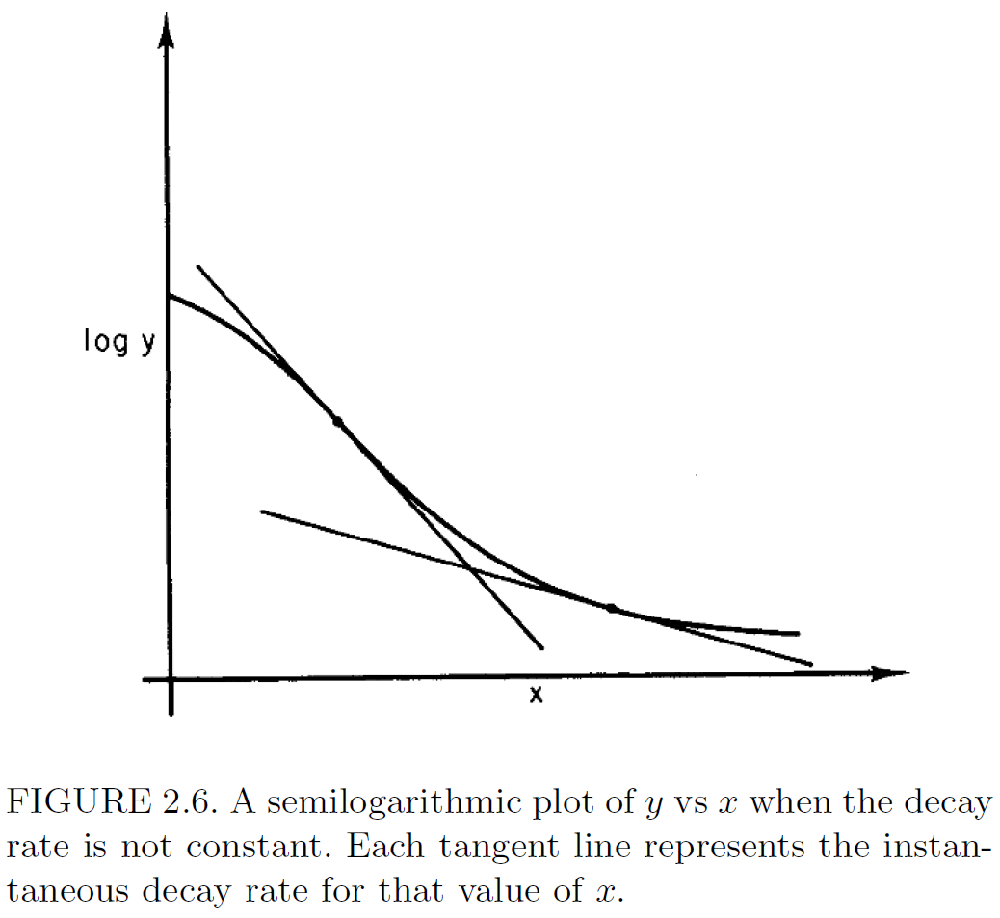 log y
x
FIGURE 2.6. A semilogarithmic plot of y vs x when the decay
rate is not constant. Each tangent line represents the instan-
taneous decay rate for that value of x.